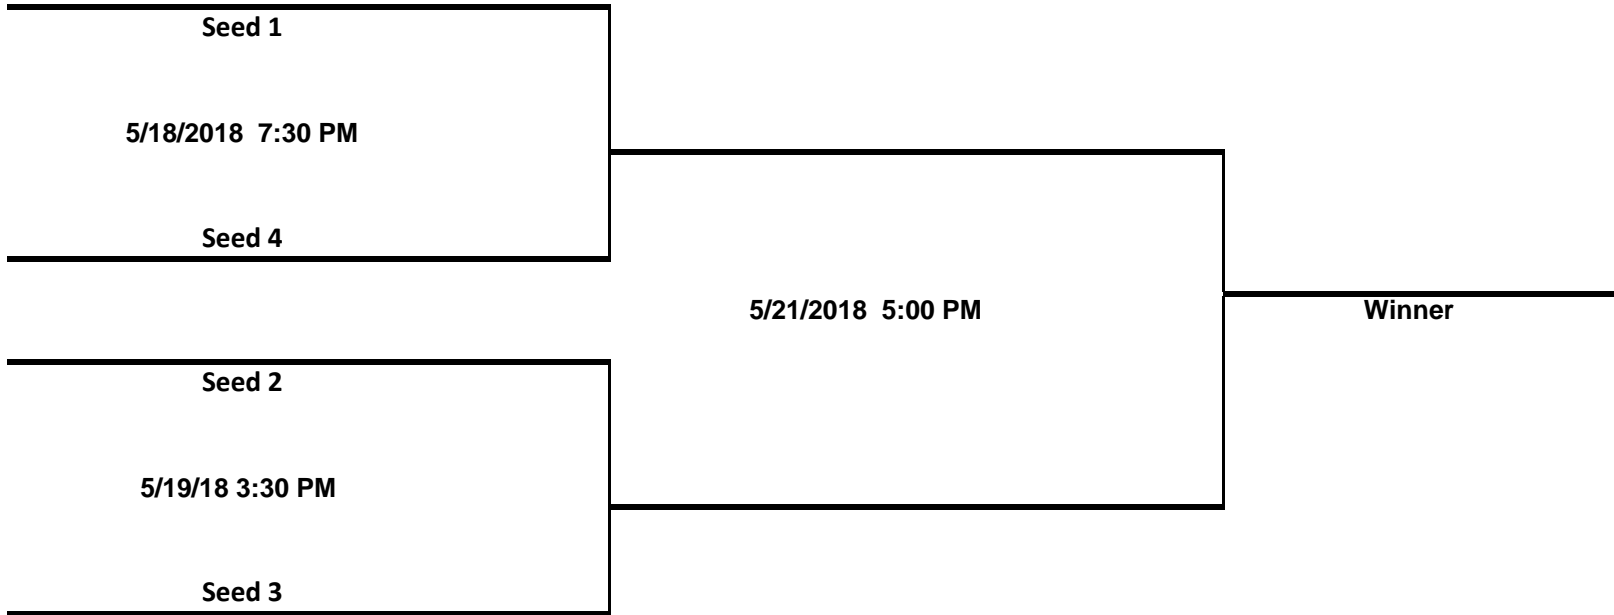 Seed 1
5/18/2018  7:30 PM
Seed 4
5/21/2018  5:00 PM
Winner
Seed 2
5/19/18 3:30 PM
Seed 3